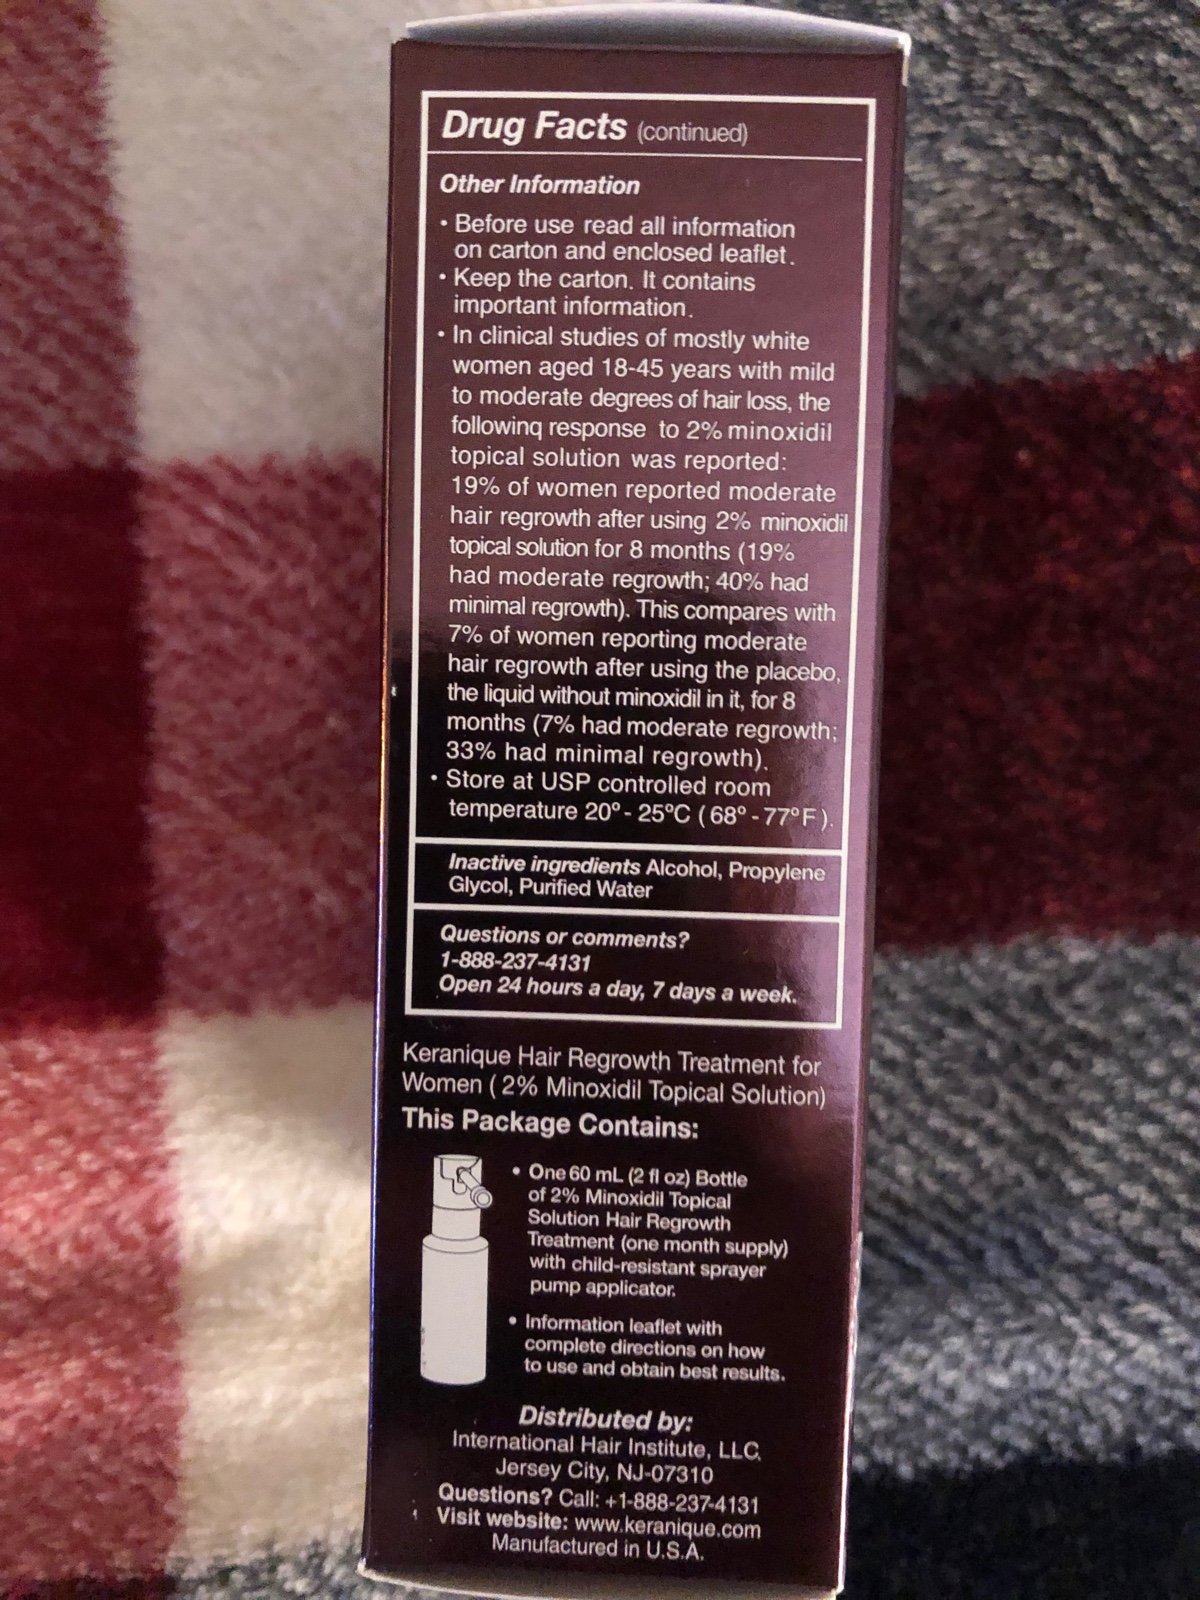 Drug Facts (continued)
Other Information
• Before use read all information
on carton and enclosed leaflet.
• Keep the carton. It contains
important information.
• In clinical studies of mostly white
women aged 18-45 years with mild
to moderate degrees of hair loss, the
following response to 2% minoxidil
topical solution was reported:
19% of women reported moderate
hair regrowth after using 2% minoxidil
topical solution for 8 months (19%
had moderate regrowth; 40% had
minimal regrowth). This compares with
7% of women reporting moderate
hair regrowth after using the placebo,
the liquid without minoxidil in it, for 8
months (7% had moderate regrowth;
33% had minimal regrowth).
• Store at USP controlled room
temperature 20° - 25°C ( 68° - 77°F ).
Inactive ingredients Alcohol, Propylene
Glycol, Purified Water
Questions or comments?
1-888-237-4131
Open 24 hours a day, 7 days a week.
Keranique Hair Regrowth Treatment for
Women ( 2% Minoxidil Topical Solution)
This Package Contains:
• One 60 mL (2 fl oz) Bottle
of 2% Minoxidil Topical
Solution Hair Regrowth
Treatment (one month supply)
with child-resistant sprayer
pump applicator.
• Information leaflet with
complete directions on how
to use and obtain best results.
Distributed by:
International Hair Institute, LLC.
Jersey City, NJ-07310
Questions? Call: +1-888-237-4131
Visit website: www.keranique.com
Manufactured in U.S.A.